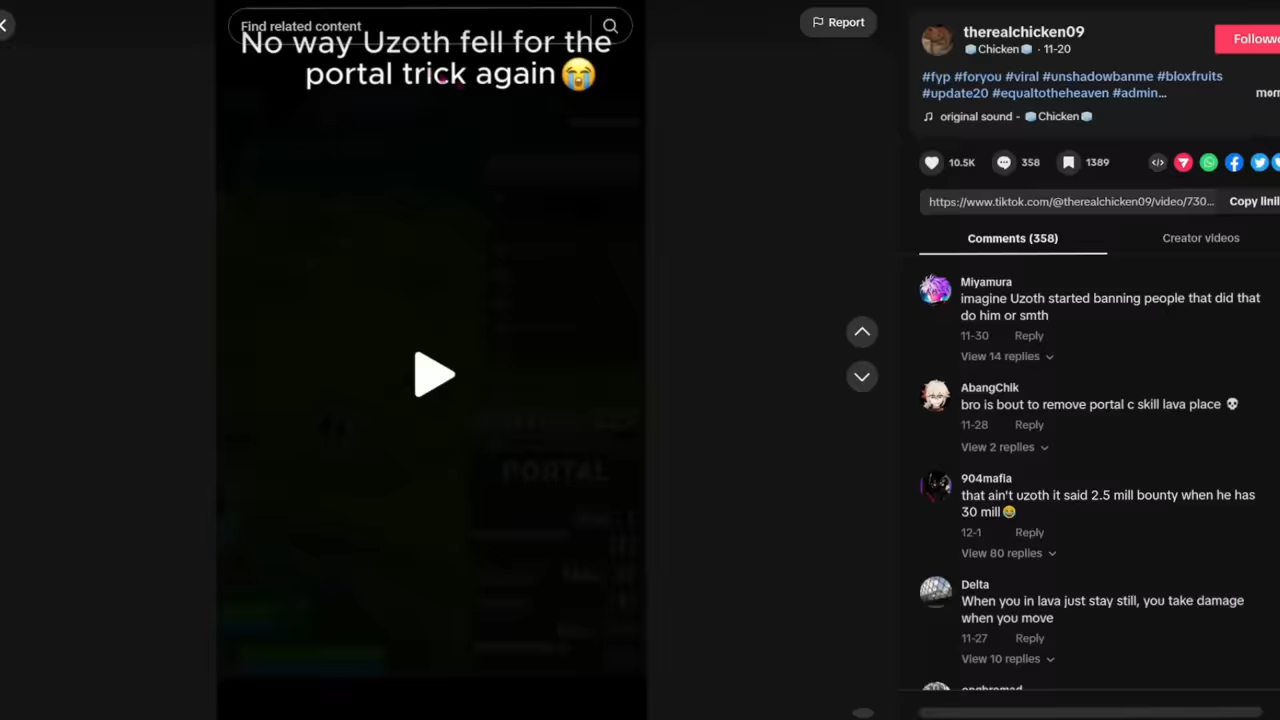 Find related content
No way Uzoth fell for the
portal trick again😭
PORTAL
Report
therealchicken09
🧊Chicken🧊 · 11-20
#fyp #foryou #viral #unshadowbanme #bloxfruits
#update20 #equaltotheheaven #admin...
♫ original sound - 🧊Chicken🧊
10.5K
358
1389
https://www.tiktok.com/@therealchicken09/video/730...
Comments (358)
Creator videos
Miyamura
imagine Uzoth started banning people that did that
do him or smth
11-30 Reply
View 14 replies
AbangChik
bro is bout to remove portal c skill lava place 💀
11-28 Reply
View 2 replies
904mafia
that ain't uzoth it said 2.5 mill bounty when he has
30 mill😂
12-1 Reply
View 80 replies
Delta
When you in lava just stay still, you take damage
when you move
11-27 Reply
View 10 replies